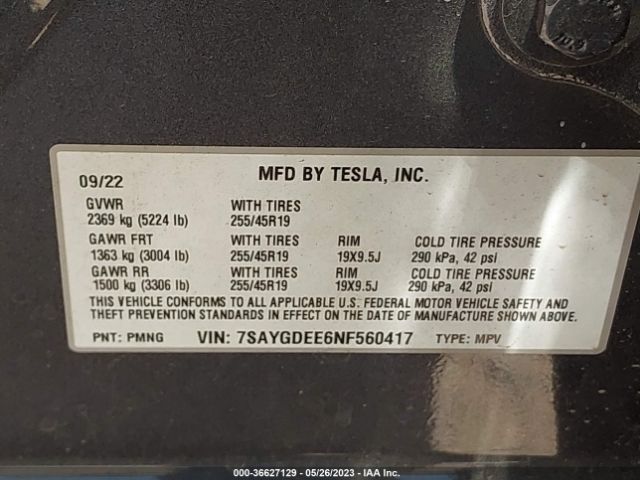 09/22 MFD BY TESLA, INC.
GVWR WITH TIRES
2369 kg (5224 lb) 255/45R19
GAWR FRT WITH TIRES RIM COLD TIRE PRESSURE
1363 kg (3004 lb) 255/45R19 19X9.5J 290 kPa, 42 psi
GAWR RR WITH TIRES RIM COLD TIRE PRESSURE
1500 kg (3306 lb) 255/45R19 19X9.5J 290 kPa, 42 psi
THIS VEHICLE CONFORMS TO ALL APPLICABLE U.S. FEDERAL MOTOR VEHICLE SAFETY AND
THEFT PREVENTION STANDARDS IN EFFECT ON THE DATE OF MANUFACTURE SHOWN ABOVE.
PNT: PMNG VIN: 7SAYGDEE6NF560417 TYPE: MPV
000-36627129 - 05/26/2023 - IAA Inc.